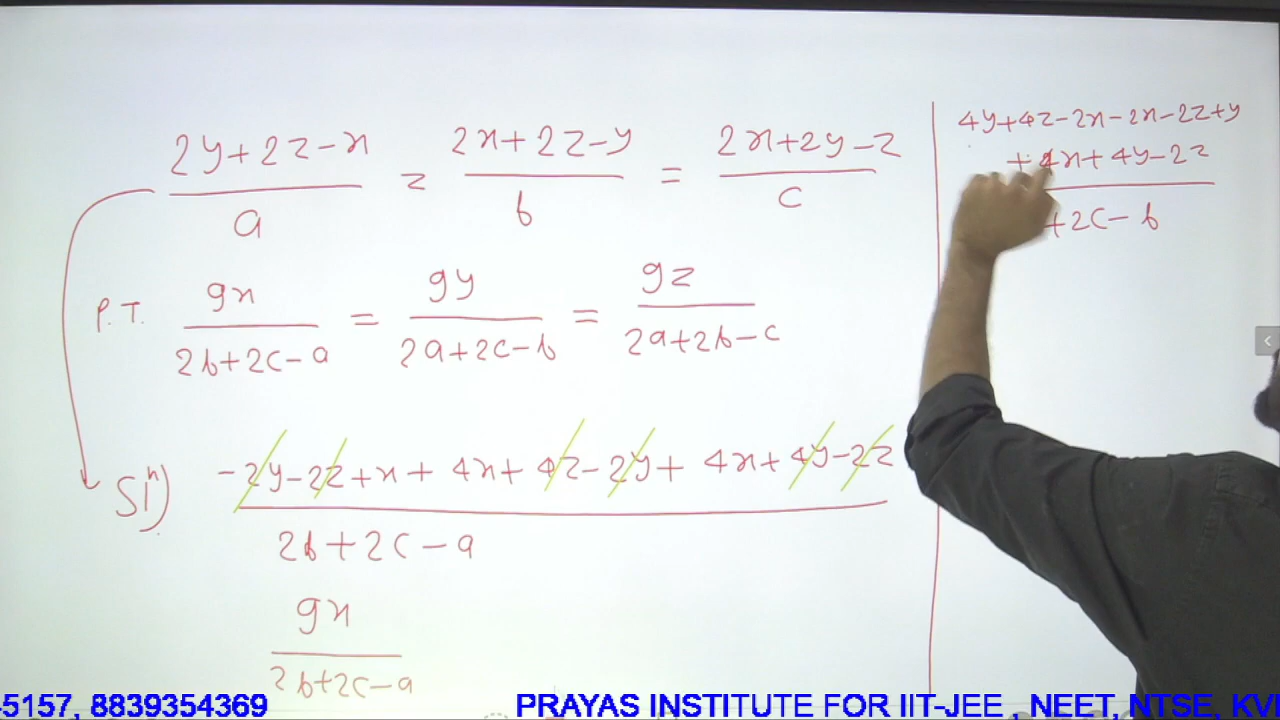 2y+2z-x / a = 2x+2z-y / b = 2x+2y-z / c
P.T. 9x / 2b+2c-a = 9y / 2a+2c-b = 9z / 2a+2b-c
Slⁿ) -2y-2z+x+4x+4z-2y+4x+4y-2z / 2b+2c-a
9x / 2b+2c-a
4y+4z-2x-2x-2z+y
+4x+4y-2z
+2c-b
-5157, 8839354369 PRAYAS INSTITUTE FOR IIT-JEE , NEET, NTSE, KV